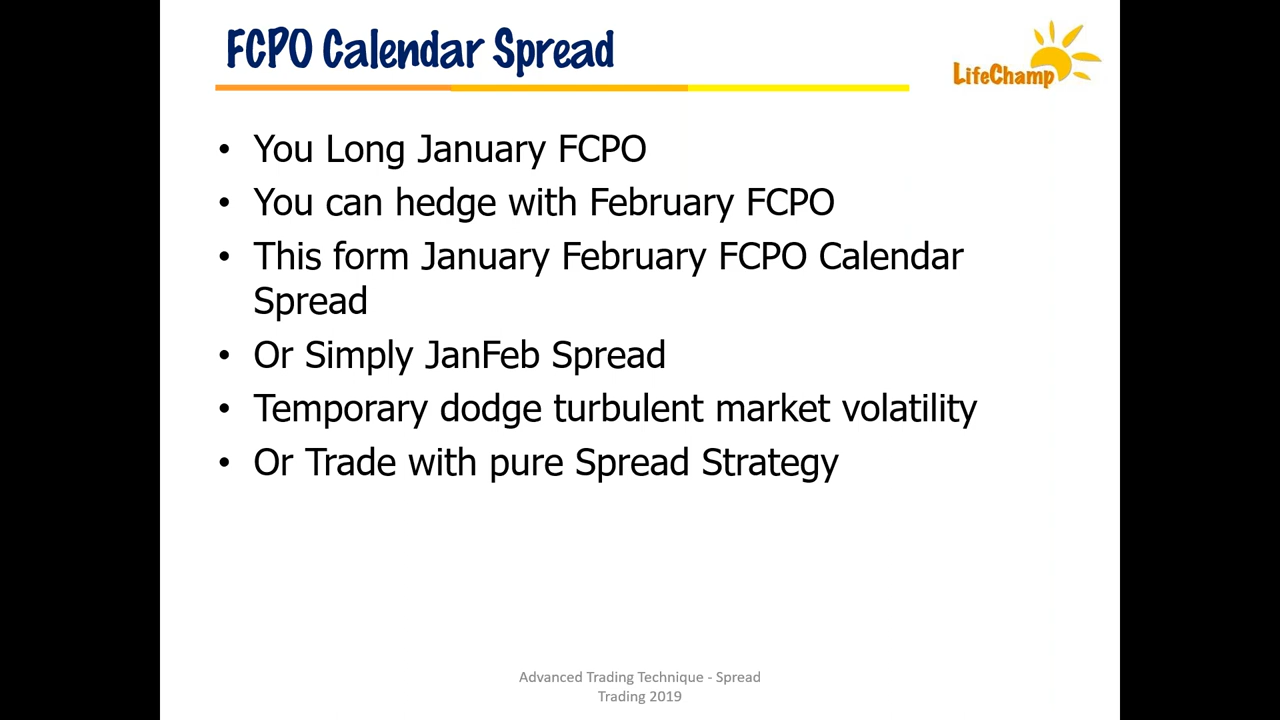 FCPO Calendar Spread
LifeChamp
• You Long January FCPO
• You can hedge with February FCPO
• This form January February FCPO Calendar
Spread
• Or Simply JanFeb Spread
• Temporary dodge turbulent market volatility
• Or Trade with pure Spread Strategy
Advanced Trading Technique - Spread
Trading 2019